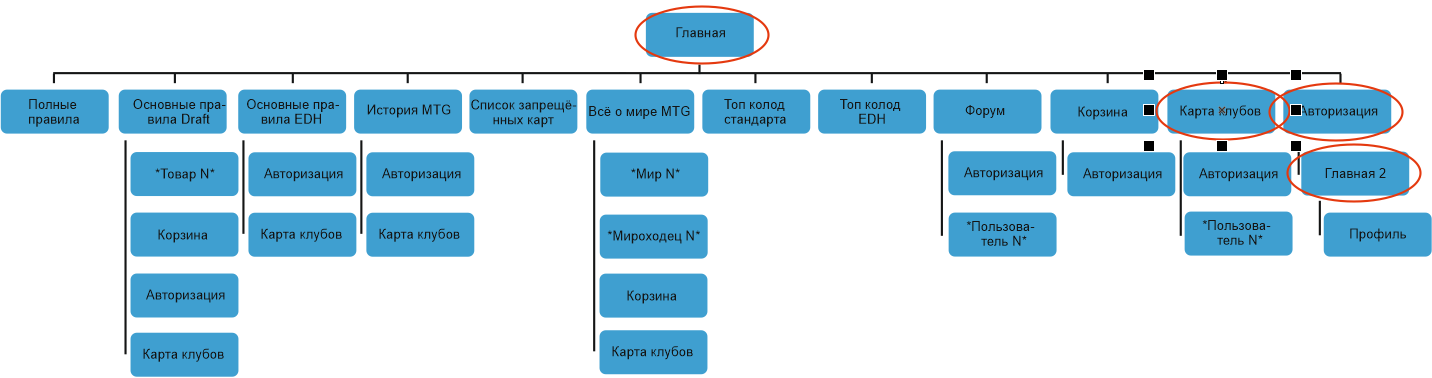 Главная
Полные
правила
Основные пра-
вила Draft
Основные пра-
вила EDH
История MTG
Список запрещё-
нных карт
Всё о мире MTG
Топ колод
стандарта
Топ колод
EDH
Форум
Корзина
Карта клубов
Авторизация
*Товар N*
Авторизация
Авторизация
*Мир N*
Авторизация
Авторизация
Авторизация
Главная 2
Корзина
Карта клубов
Карта клубов
*Мироходец N*
*Пользова-
тель N*
*Пользова-
тель N*
Профиль
Авторизация
Корзина
Карта клубов
Карта клубов